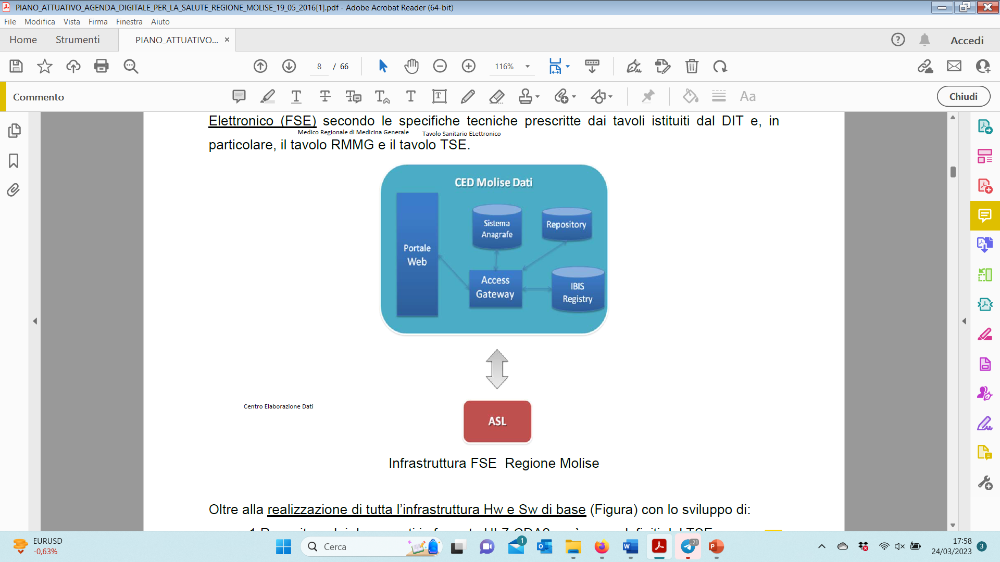 PIANO_ATTUATIVO_AGENDA_DIGITALE_PER_LA_SALUTE_REGIONE_MOLISE_19_05_2016[1].pdf - Adobe Acrobat Reader (64-bit)
File Modifica Vista Firma Finestra Aiuto
Home Strumenti PIANO_ATTUATIVO... × Accedi
8 / 66 116%
Commento Chiudi
Elettronico (FSE) secondo le specifiche tecniche prescritte dai tavoli istituiti dal DIT e, in
Medico Regionale di Medicina Generale Tavolo Sanitario ELettronico
particolare, il tavolo RMMG e il tavolo TSE.
CED Molise Dati
Sistema
Anagrafe
Repository
Portale
Web
Access
Gateway
IBIS
Registry
Centro Elaborazione Dati
ASL
Infrastruttura FSE Regione Molise
Oltre alla realizzazione di tutta l'infrastruttura Hw e Sw di base (Figura) con lo sviluppo di:
EURUSD
-0,63%
Cerca
1
21
17:58
24/03/2023
3